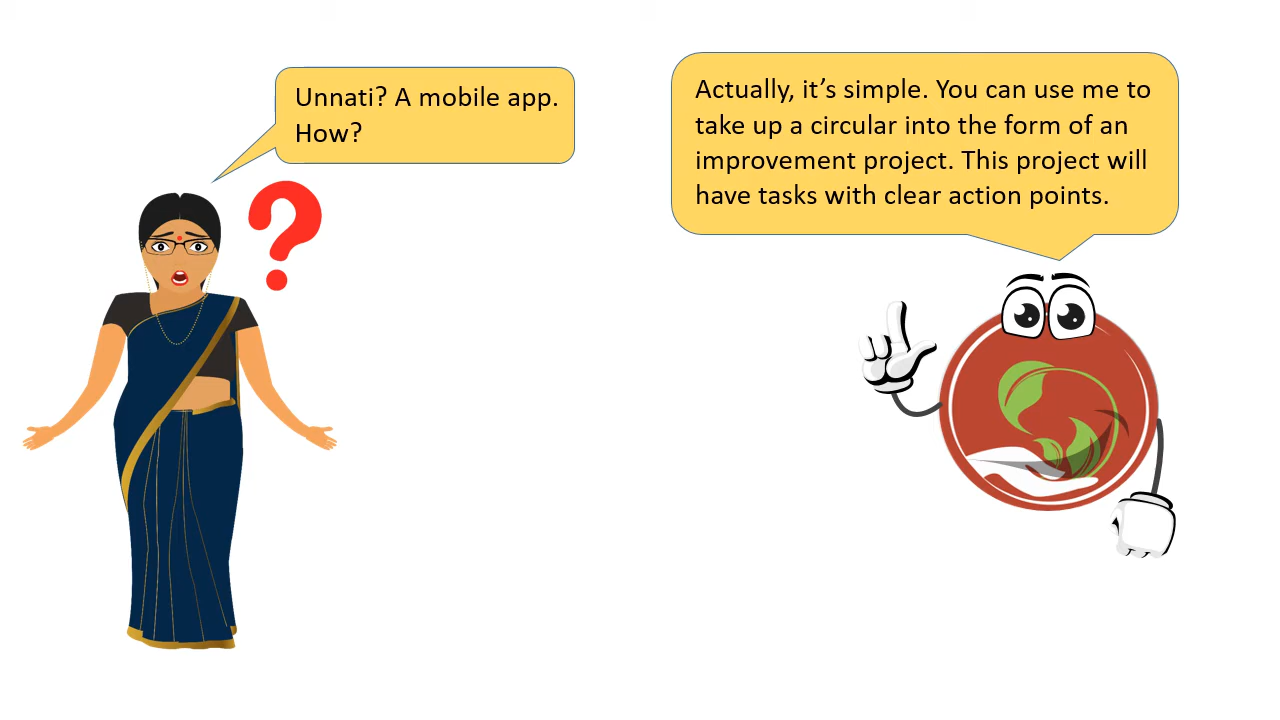 Unnati? A mobile app.
How?
Actually, it’s simple. You can use me to
take up a circular into the form of an
improvement project. This project will
have tasks with clear action points.